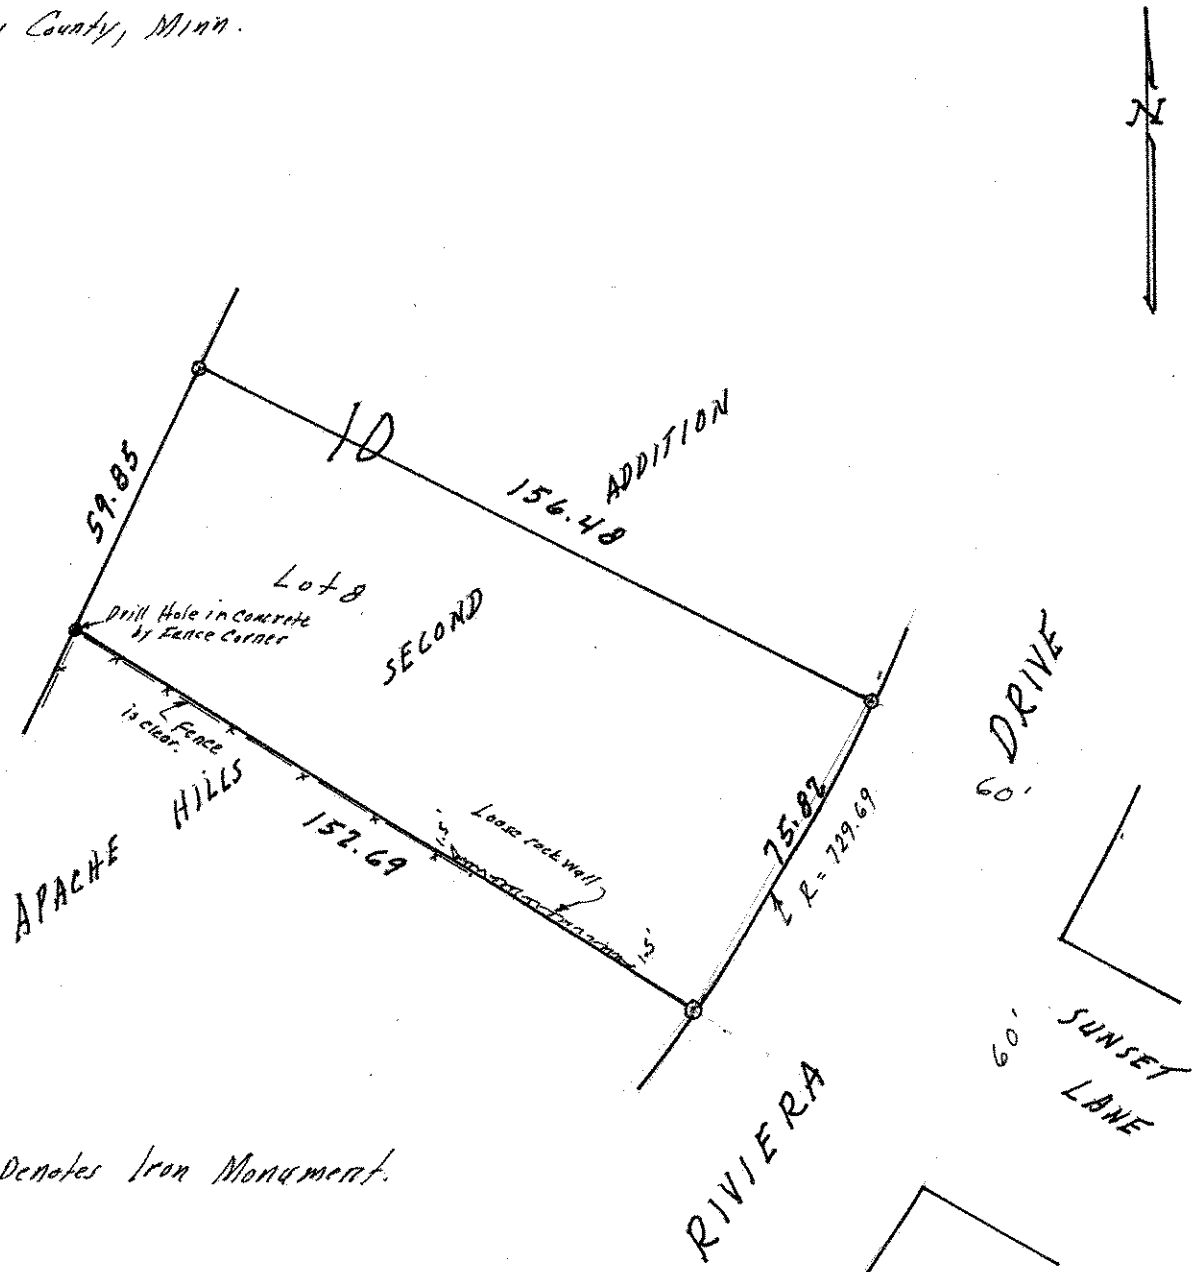 County, Minn.
N
10
ADDITION
156.48
59.85
Lot 8
Drill Hole in Concrete
by Fence Corner
SECOND
Fence
is clear.
HILLS
APACHE
152.69
Loose rock wall
.5'
1.5'
75.82
R = 729.69
DRIVE
60'
60'
SUNSET
LANE
RIVIERA
Denotes Iron Monument.